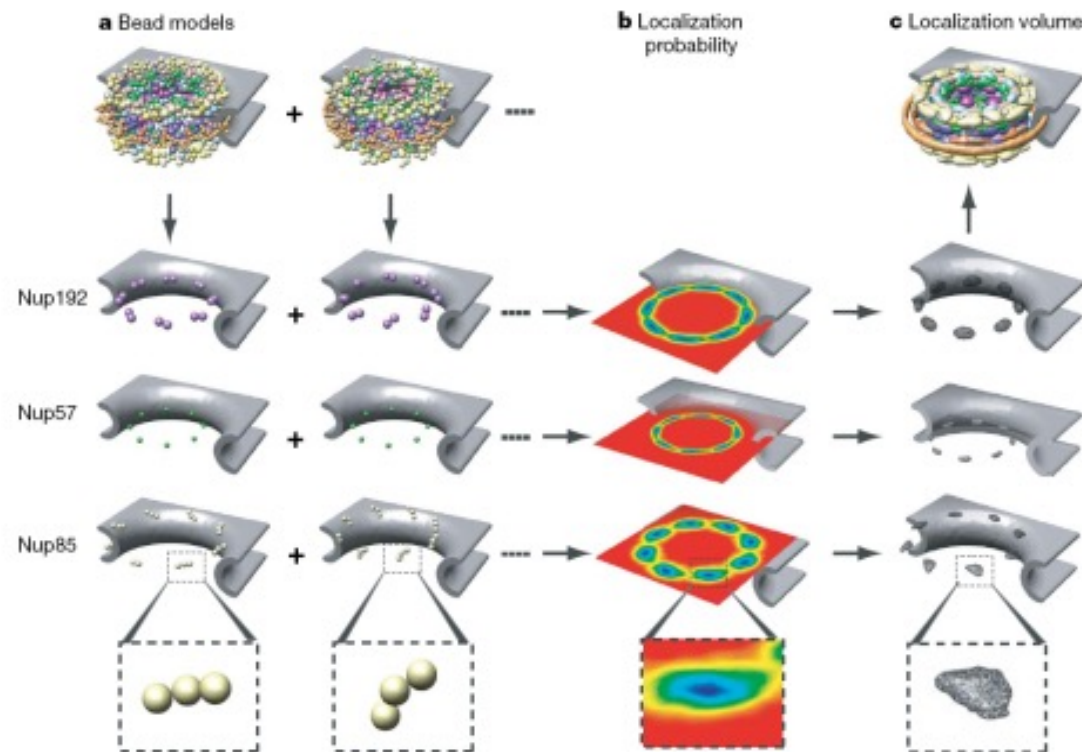 a Bead models
b Localization
probability
c Localization volume
Nup192
Nup57
Nup85